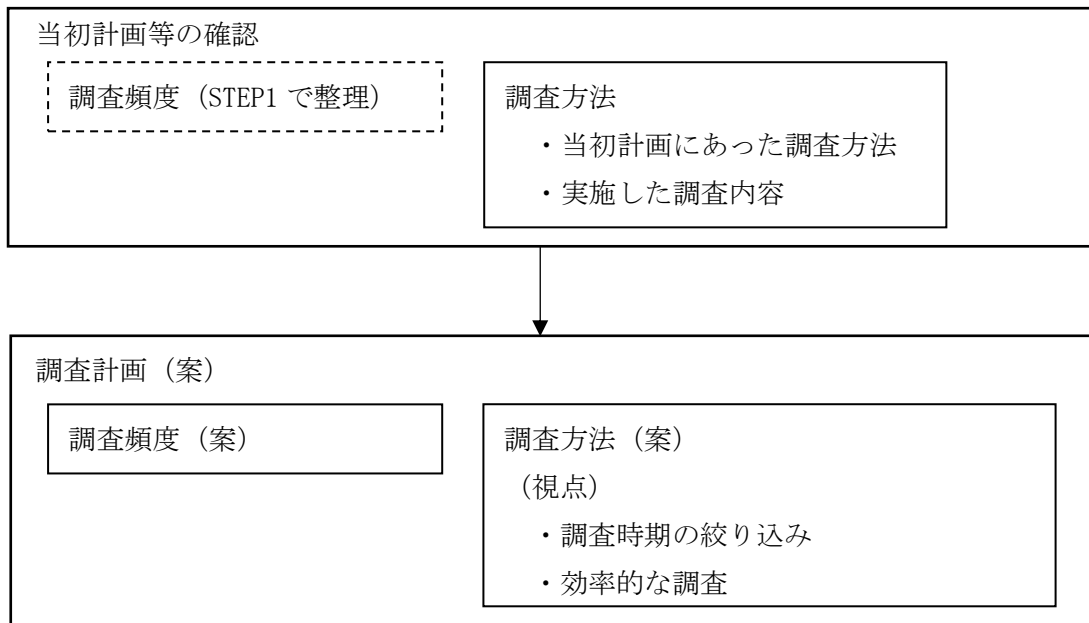 当初計画等の確認
調査頻度（STEP1 で整理）
調査方法
・当初計画にあった調査方法
・実施した調査内容
調査計画（案）
調査頻度（案）
調査方法（案）
（視点）
・調査時期の絞り込み
・効率的な調査